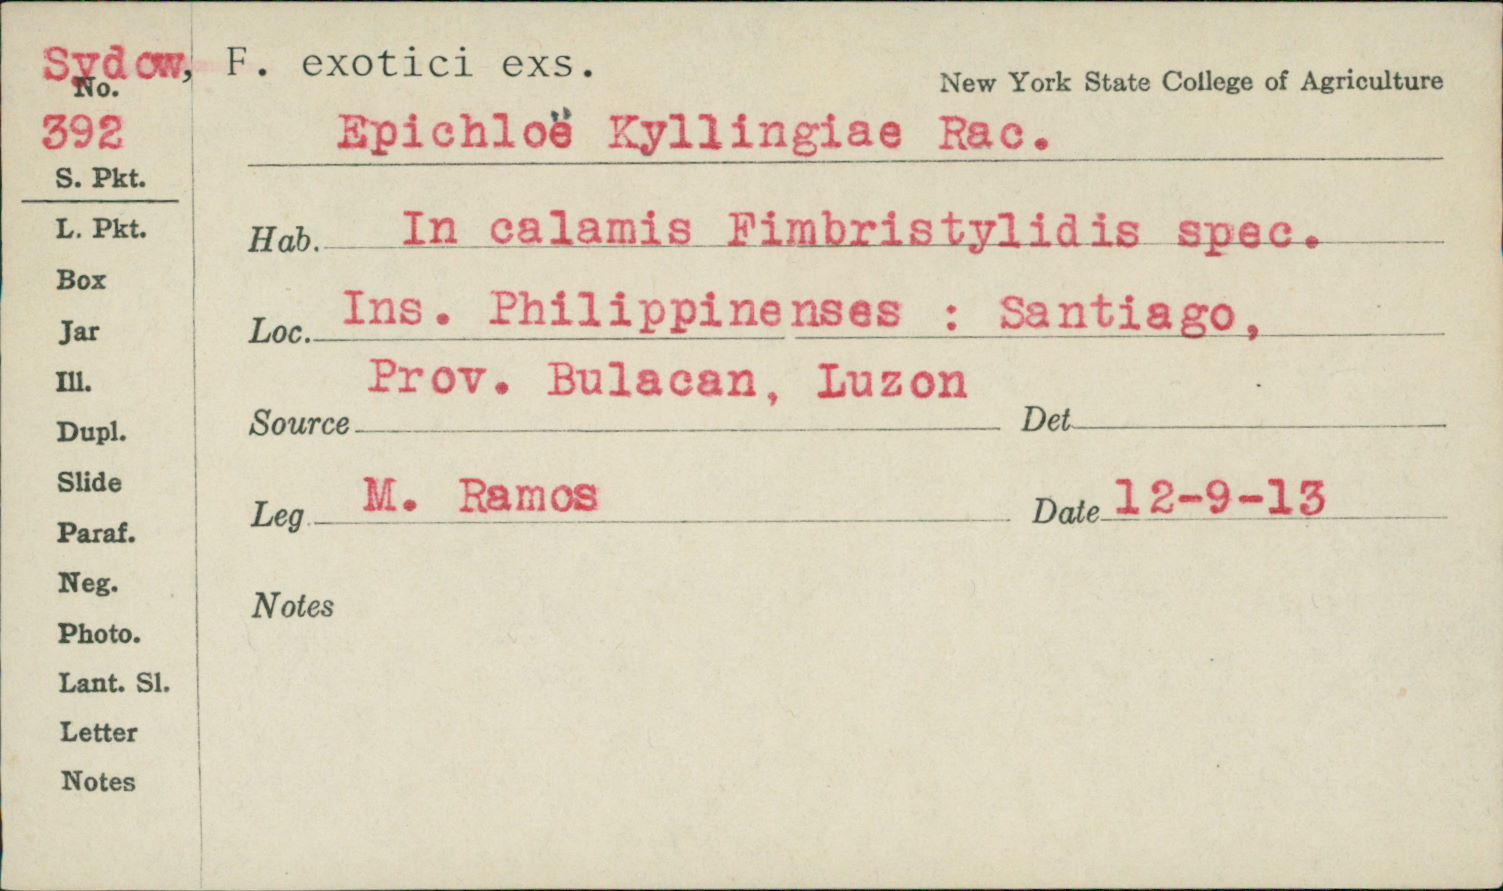 Sydow, F. exotici exs.
No.
New York State College of Agriculture
392
Epichloë Kyllingiae Rac.
S. Pkt.
L. Pkt.
Hab. In calamis Fimbristylidis spec.
Box
Jar
Loc. Ins. Philippinenses : Santiago,
Ill.
Prov. Bulacan, Luzon
Dupl.
Source Det
Slide
Leg M. Ramos Date 12-9-13
Paraf.
Neg.
Notes
Photo.
Lant. Sl.
Letter
Notes